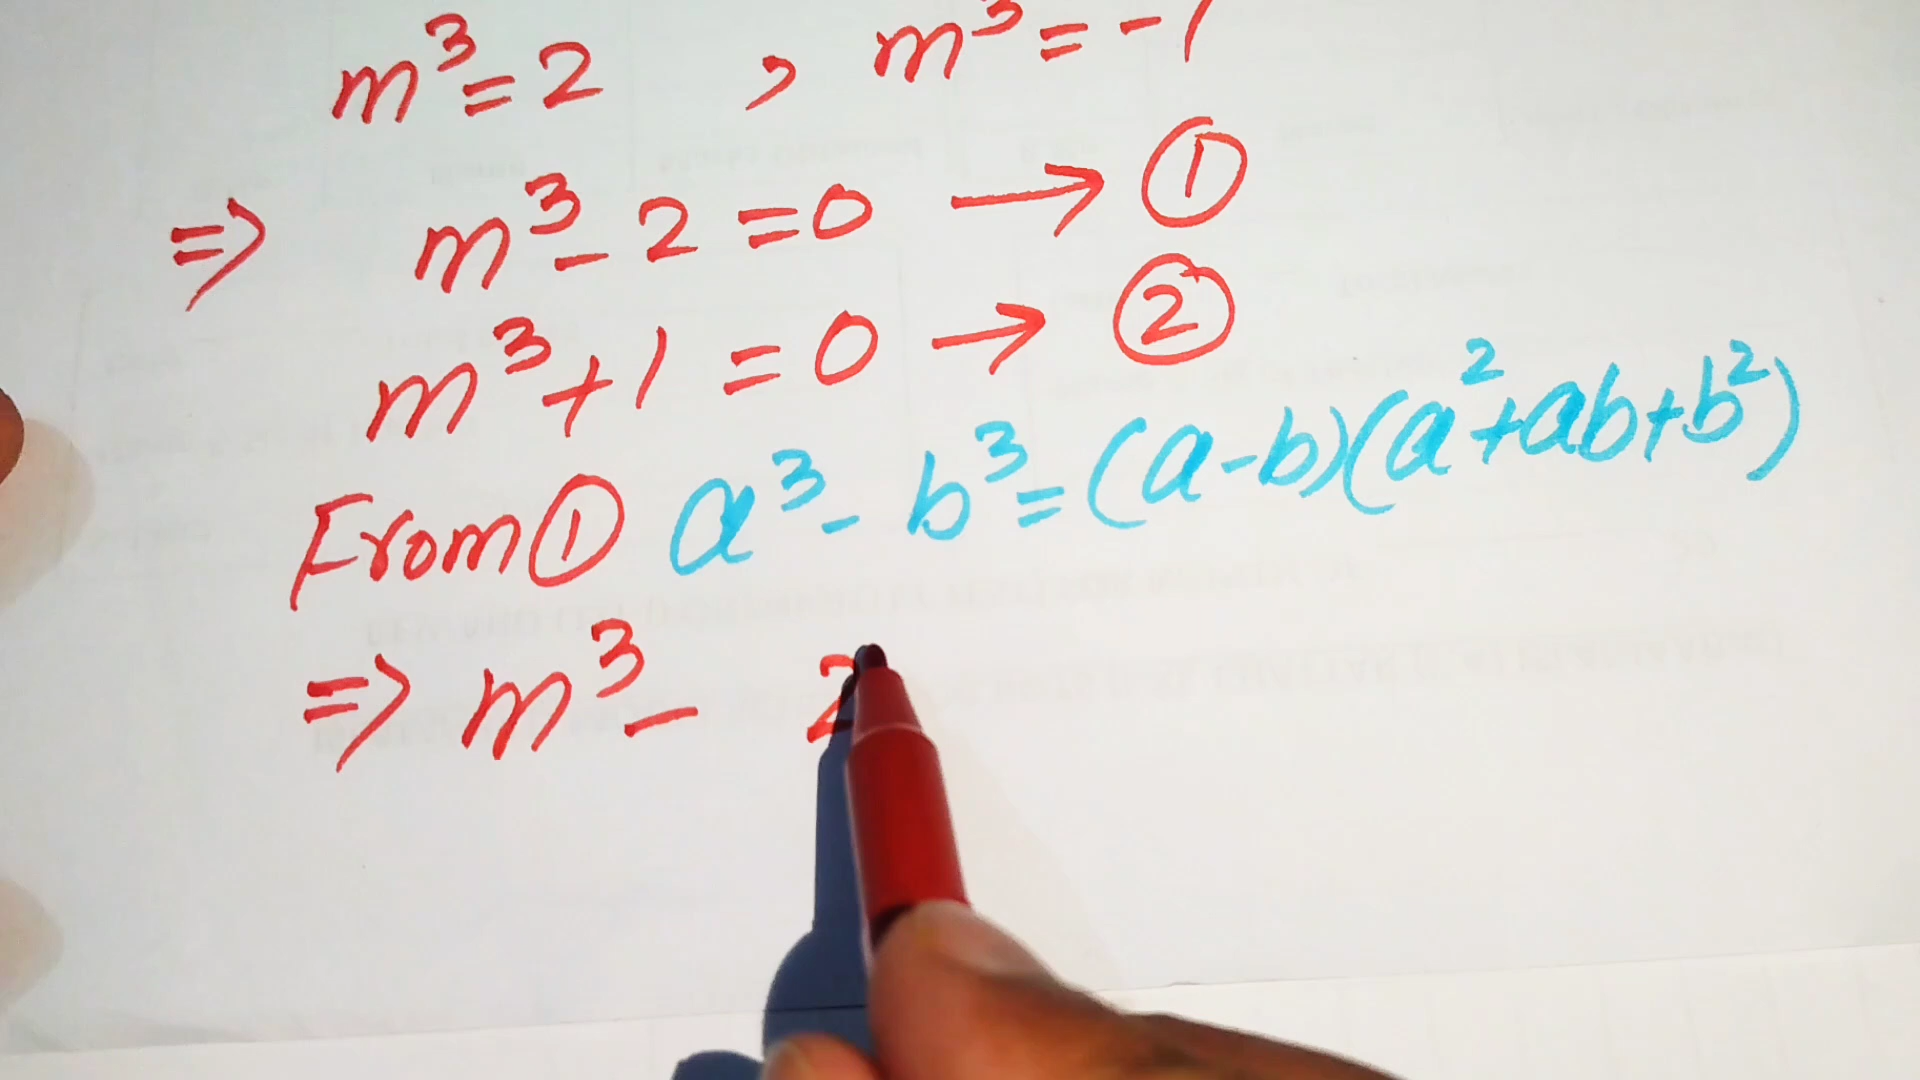 m³ = 2 , m³ = -1
=> m³ - 2 = 0 → ①
m³ + 1 = 0 → ②
From ① a³ - b³ = (a-b)(a²+ab+b²)
=> m³ - 2